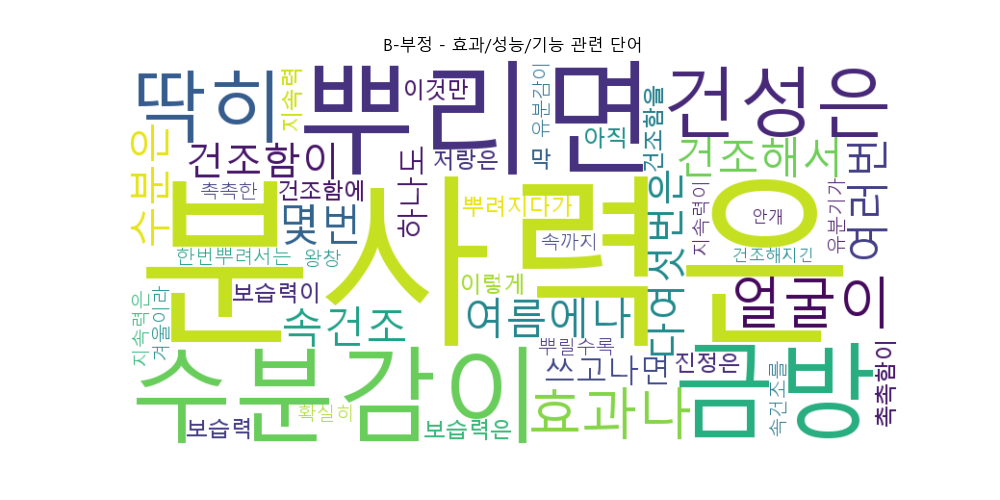 B-부정 - 효과/성능/기능 관련 단어
딱히
뿌리면
건성은
지속력
이것만
유분감이
건조함을
아직
막
수분은
건조함이
저랑은
건조해서
여러번
촉촉한
건조함에
하나도
뿌려지다가
다여섯번은
지속력이
안개
유분기가
분사력은
몇번
속까지
한번뿌려서는
왕창
건조해지긴
보습력이
이렇게
얼굴이
지속력은
겨울이라
속건조
여름에나
뿌릴수록
수분감이
쓰고나면
진정은
금방
속건조를
촉촉함이
확실히
효과나
보습력
보습력은